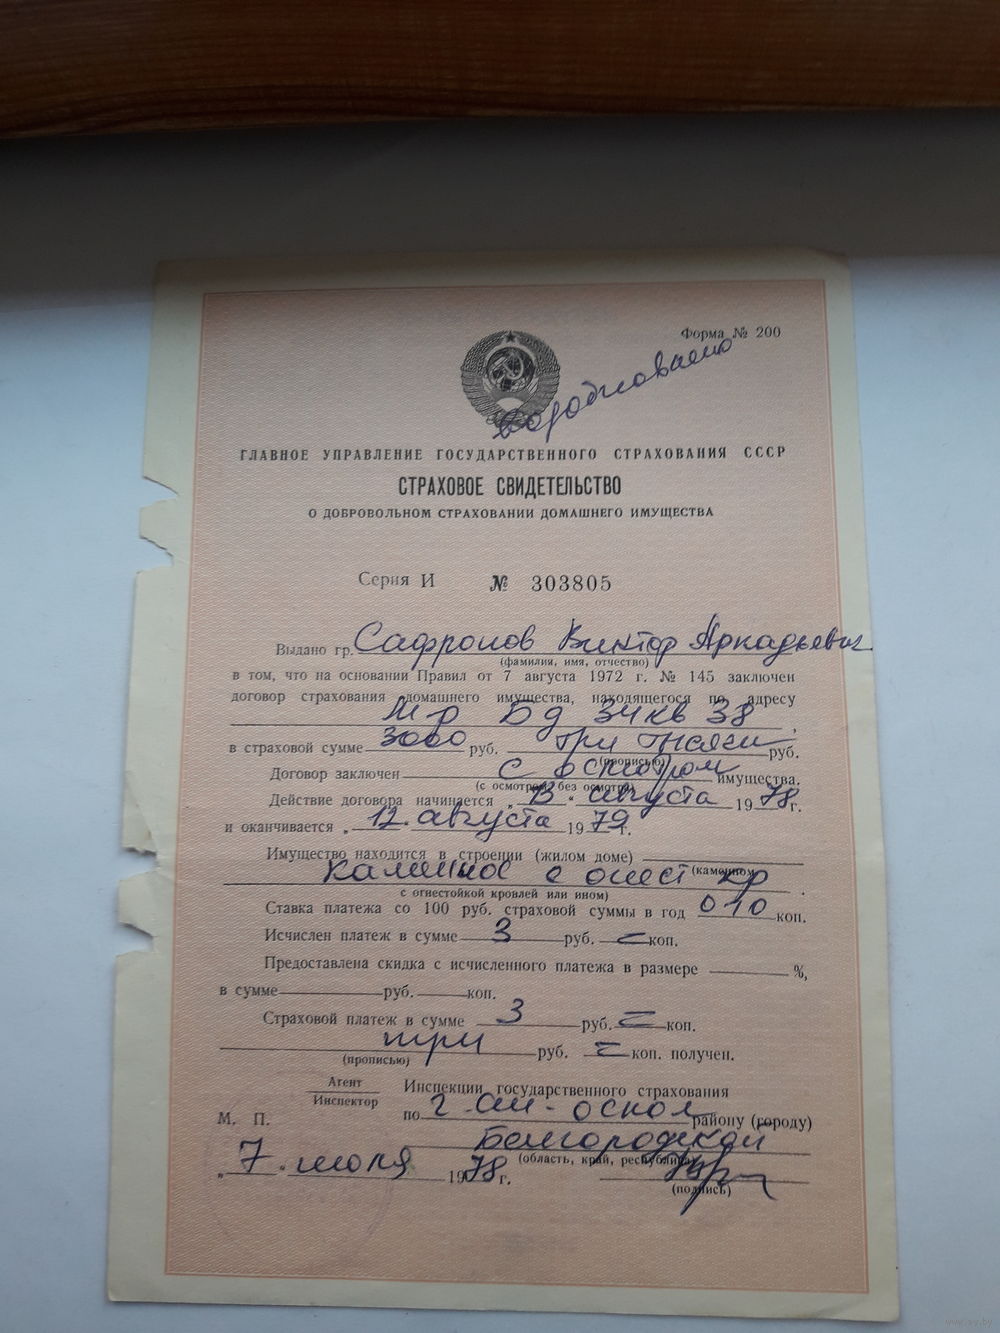 Форма № 200
ГЛАВНОЕ УПРАВЛЕНИЕ ГОСУДАРСТВЕННОГО СТРАХОВАНИЯ СССР
СТРАХОВОЕ СВИДЕТЕЛЬСТВО
О ДОБРОВОЛЬНОМ СТРАХОВАНИИ ДОМАШНЕГО ИМУЩЕСТВА
Серия И № 303805
Выдано гр. Сафронов Виктор Аркадьевич
(фамилия, имя, отчество)
в том, что на основании Правил от 7 августа 1972 г. № 145 заключен
договор страхования домашнего имущества, находящегося по адресу
М-р 38 ,
в страховой сумме 3000 руб. три тысячи руб.
(прописью)
Договор заключен с осмотром имущества.
(с осмотром, без осмотра)
Действие договора начинается „13“ августа 1978 г.
и оканчивается „12. августа 1979 г.
Имущество находится в строении (жилом доме)
каменное с огнест кр .
(каменном
с огнестойкой кровлей или ином)
Ставка платежа со 100 руб. страховой суммы в год 0-10 коп.
Исчислен платеж в сумме 3 руб. = коп.
Предоставлена скидка с исчисленного платежа в размере %,
в сумме руб. коп.
Страховой платеж в сумме 3 руб. = коп.
три руб. = коп. получен.
(прописью)
Агент
Инспектор
Инспекции государственного страхования
М. П.
по оскол району (городу)
Белгородской
(область, край, республика)
„7“ июля 1978 г.
(подпись)